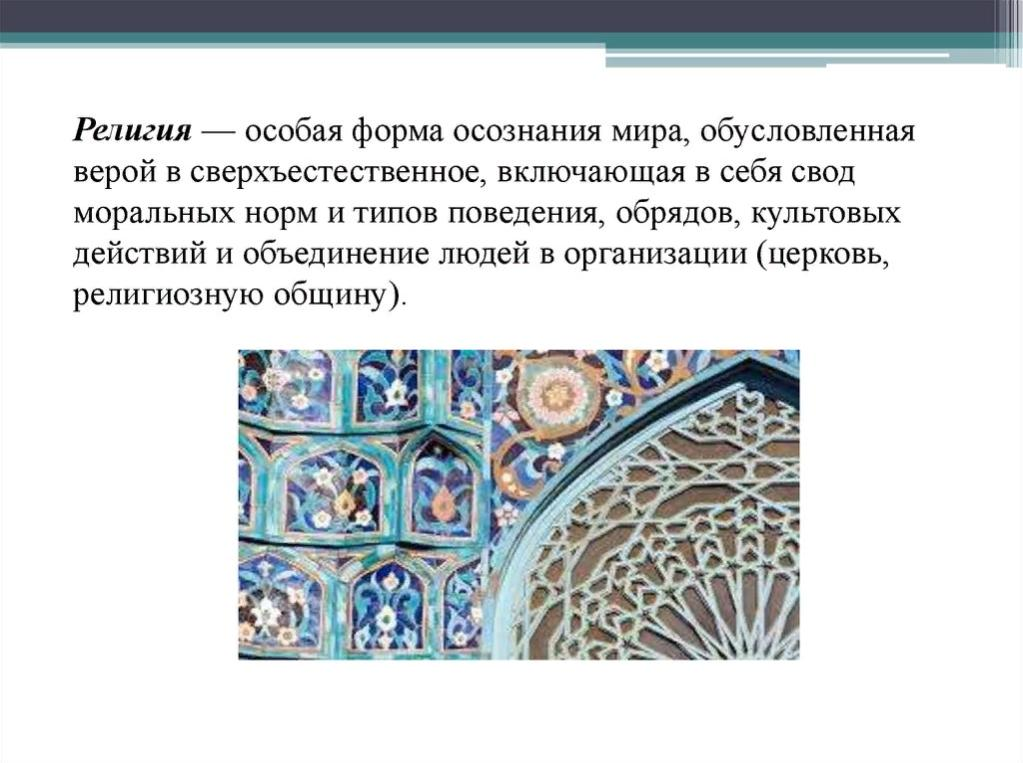 Религия — особая форма осознания мира, обусловленная
верой в сверхъестественное, включающая в себя свод
моральных норм и типов поведения, обрядов, культовых
действий и объединение людей в организации (церковь,
религиозную общину).